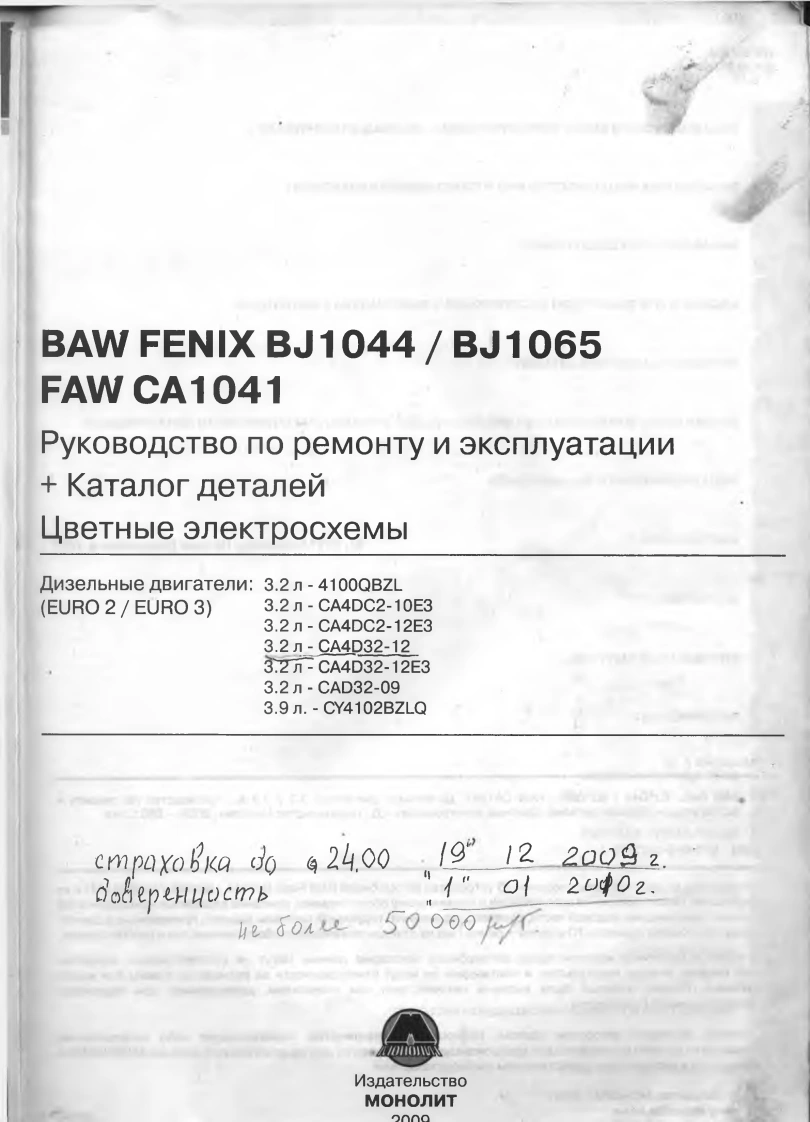 BAW FENIX BJ1044 / BJ1065
FAW CA1041
Руководство по ремонту и эксплуатации
+ Каталог деталей
Цветные электросхемы
Дизельные двигатели: 3.2 л - 4100QBZL
(EURO 2 / EURO 3) 3.2 л - CA4DC2-10E3
3.2 л - CA4DC2-12E3
3.2 л - CA4D32-12
3.2 л - CA4D32-12E3
3.2 л - CAD32-09
3.9 л. - CY4102BZLQ
страховка до 24.00 "19" 12 2009 г.
доверенность "1" 01 2010г.
не более 50 000 руб.
МОНОЛИТ
Издательство
МОНОЛИТ
2009